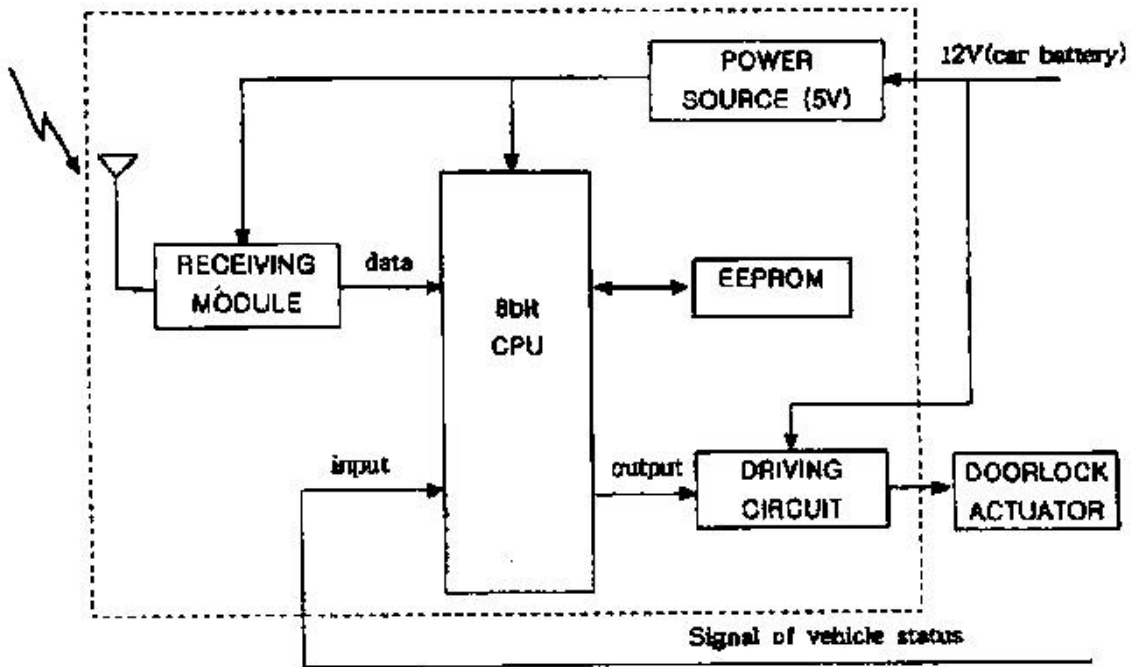 12V(car battery)
POWER
SOURCE (5V)
RECEIVING
MODULE
data
8bit
CPU
EEPROM
input
output
DRIVING
CIRCUIT
DOORLOCK
ACTUATOR
Signal of vehicle status